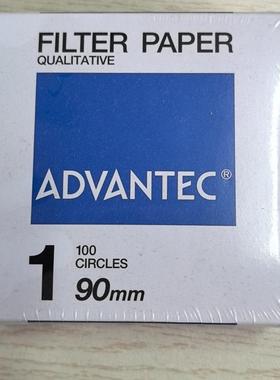 FILTER PAPER
QUALITATIVE
ADVANTEC®
1
100
CIRCLES
90mm